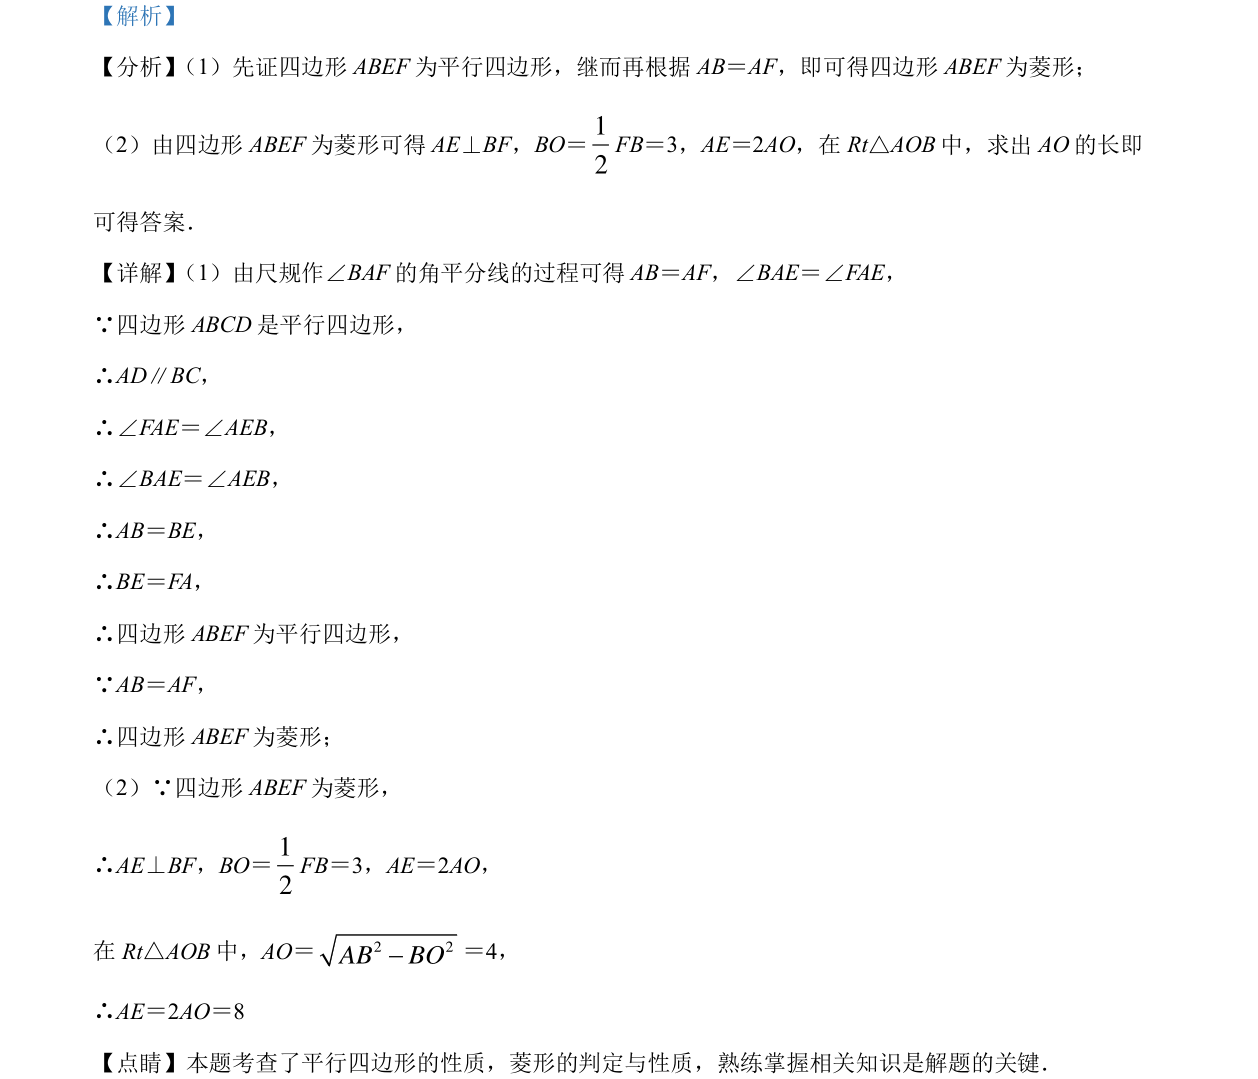 【解析】
【分析】（1）先证四边形 ABEF 为平行四边形，继而再根据 AB＝AF，即可得四边形 ABEF 为菱形；
（2）由四边形 ABEF 为菱形可得 AE⊥BF，BO＝$\frac{1}{2}$FB＝3，AE＝2AO，在 Rt△AOB 中，求出 AO 的长即
可得答案．
【详解】（1）由尺规作∠BAF 的角平分线的过程可得 AB＝AF，∠BAE＝∠FAE，
∵四边形 ABCD 是平行四边形，
∴AD∥BC，
∴∠FAE＝∠AEB，
∴∠BAE＝∠AEB，
∴AB＝BE，
∴BE＝FA，
∴四边形 ABEF 为平行四边形，
∵AB＝AF，
∴四边形 ABEF 为菱形；
（2）∵四边形 ABEF 为菱形，
∴AE⊥BF，BO＝$\frac{1}{2}$FB＝3，AE＝2AO，
在 Rt△AOB 中，AO＝$\sqrt{AB^2-BO^2}$＝4，
∴AE＝2AO＝8
【点睛】本题考查了平行四边形的性质，菱形的判定与性质，熟练掌握相关知识是解题的关键．